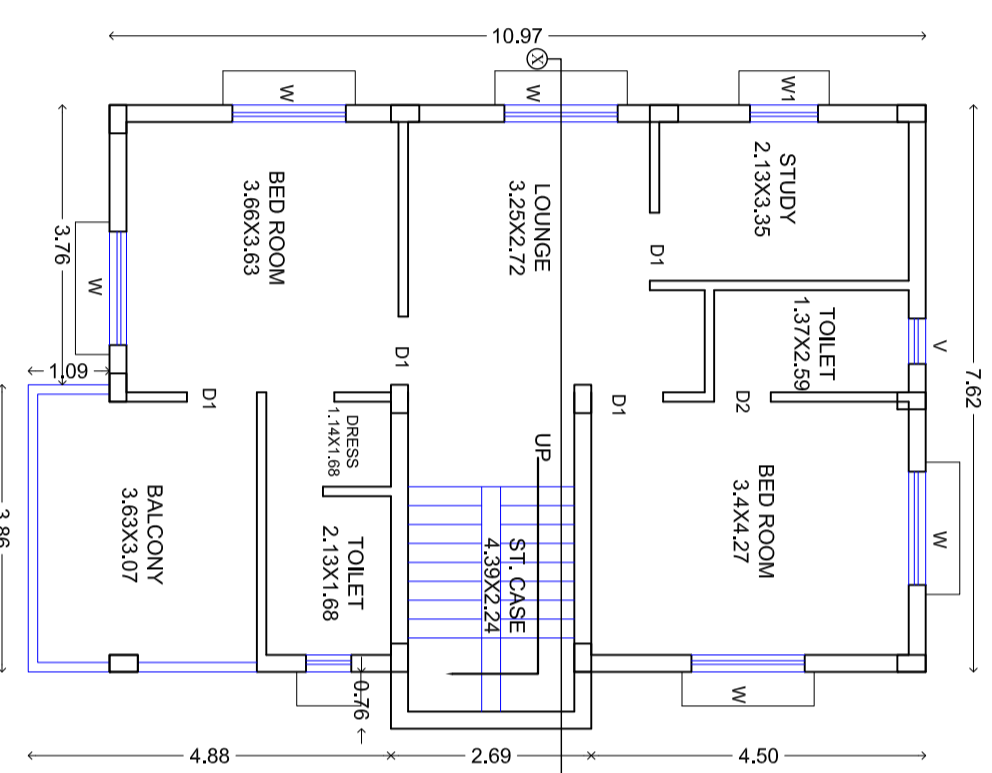 10.97
X
W
W
W1
STUDY
2.13X3.35
BED ROOM
3.66X3.63
LOUNGE
3.25X2.72
3.76
D1
W
TOILET
1.37X2.59
V
7.62
D1
1.09
D1
D1
D2
DRESS
1.14X1.68
UP
BED ROOM
3.4X4.27
BALCONY
3.63X3.07
3.86
TOILET
2.13X1.68
ST. CASE
4.39X2.24
W
0.76
W
4.88
2.69
4.50